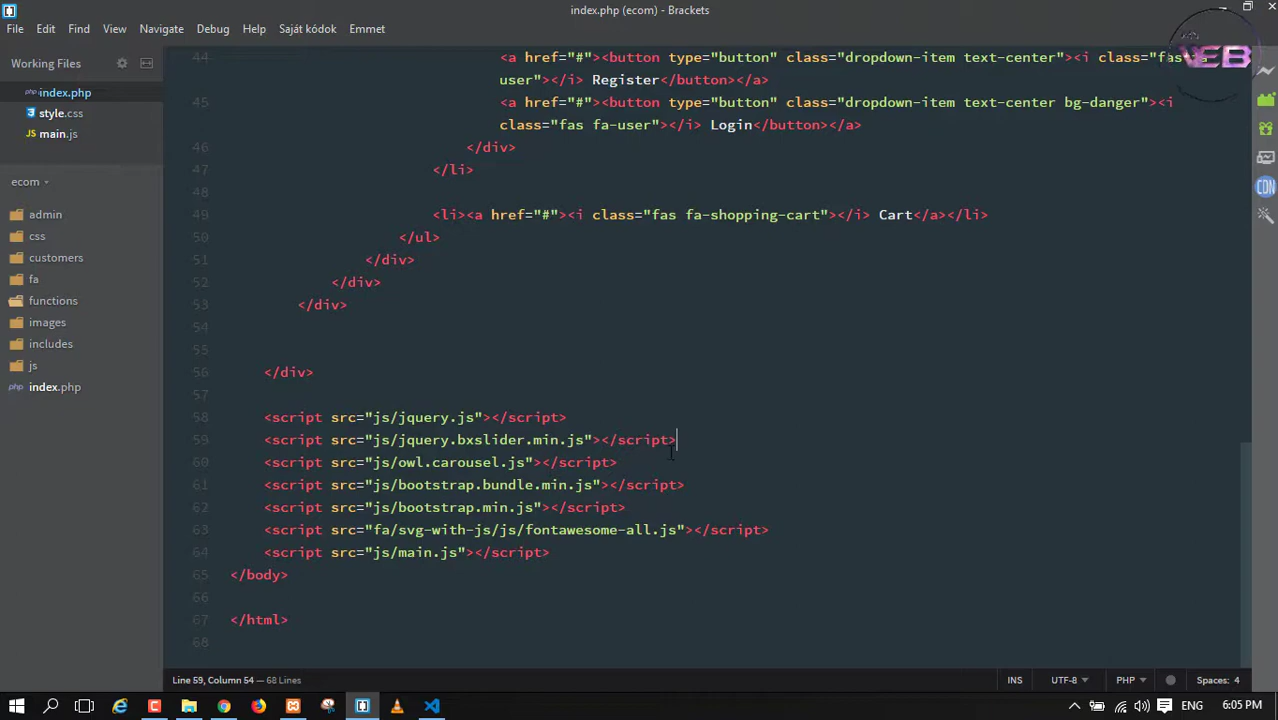 index.php (ecom) - Brackets
File Edit Find View Navigate Debug Help Saját kódok Emmet
WEB
Working Files
php index.php
style.css
JS main.js
ecom
admin
css
customers
fa
functions
images
includes
js
php index.php
44 <a href="#"><button type="button" class="dropdown-item text-center"><i class="fas fa-
user"></i> Register</button></a>
45 <a href="#"><button type="button" class="dropdown-item text-center bg-danger"><i
class="fas fa-user"></i> Login</button></a>
46 </div>
47 </li>
48
49 <li><a href="#"><i class="fas fa-shopping-cart"></i> Cart</a></li>
50 </ul>
51 </div>
52 </div>
53 </div>
54
55
56 </div>
57
58 <script src="js/jquery.js"></script>
59 <script src="js/jquery.bxslider.min.js"></script>
60 <script src="js/owl.carousel.js"></script>
61 <script src="js/bootstrap.bundle.min.js"></script>
62 <script src="js/bootstrap.min.js"></script>
63 <script src="fa/svg-with-js/js/fontawesome-all.js"></script>
64 <script src="js/main.js"></script>
65 </body>
66
67 </html>
68
CDN
Line 59, Column 54 — 68 Lines
INS UTF-8 PHP Spaces: 4
ENG 6:05 PM